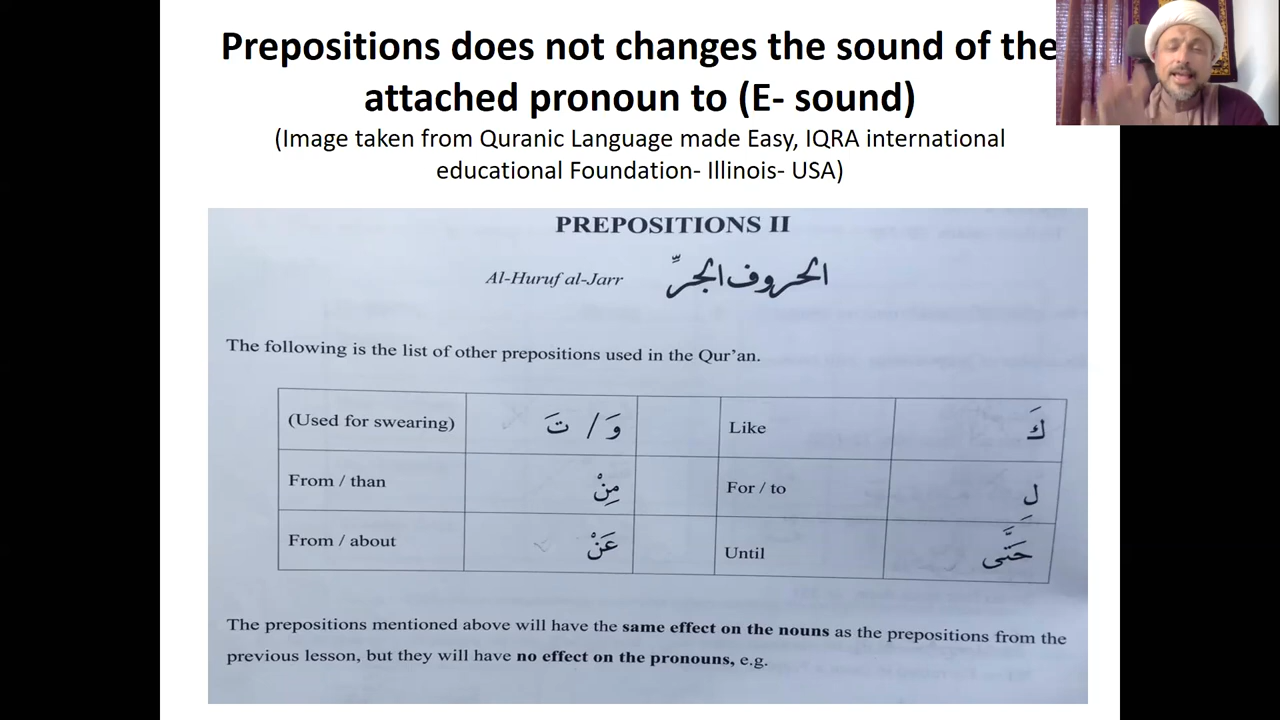 Prepositions does not changes the sound of the
attached pronoun to (E- sound)
(Image taken from Quranic Language made Easy, IQRA international
educational Foundation- Illinois- USA)
PREPOSITIONS II
Al-Huruf al-Jarr الحروف الجرِّ
The following is the list of other prepositions used in the Qur'an.
(Used for swearing) وَ / تَ Like كَ
From / than مِنْ For / to لِ
From / about عَنْ Until حَتَّى
The prepositions mentioned above will have the same effect on the nouns as the prepositions from the
previous lesson, but they will have no effect on the pronouns, e.g.